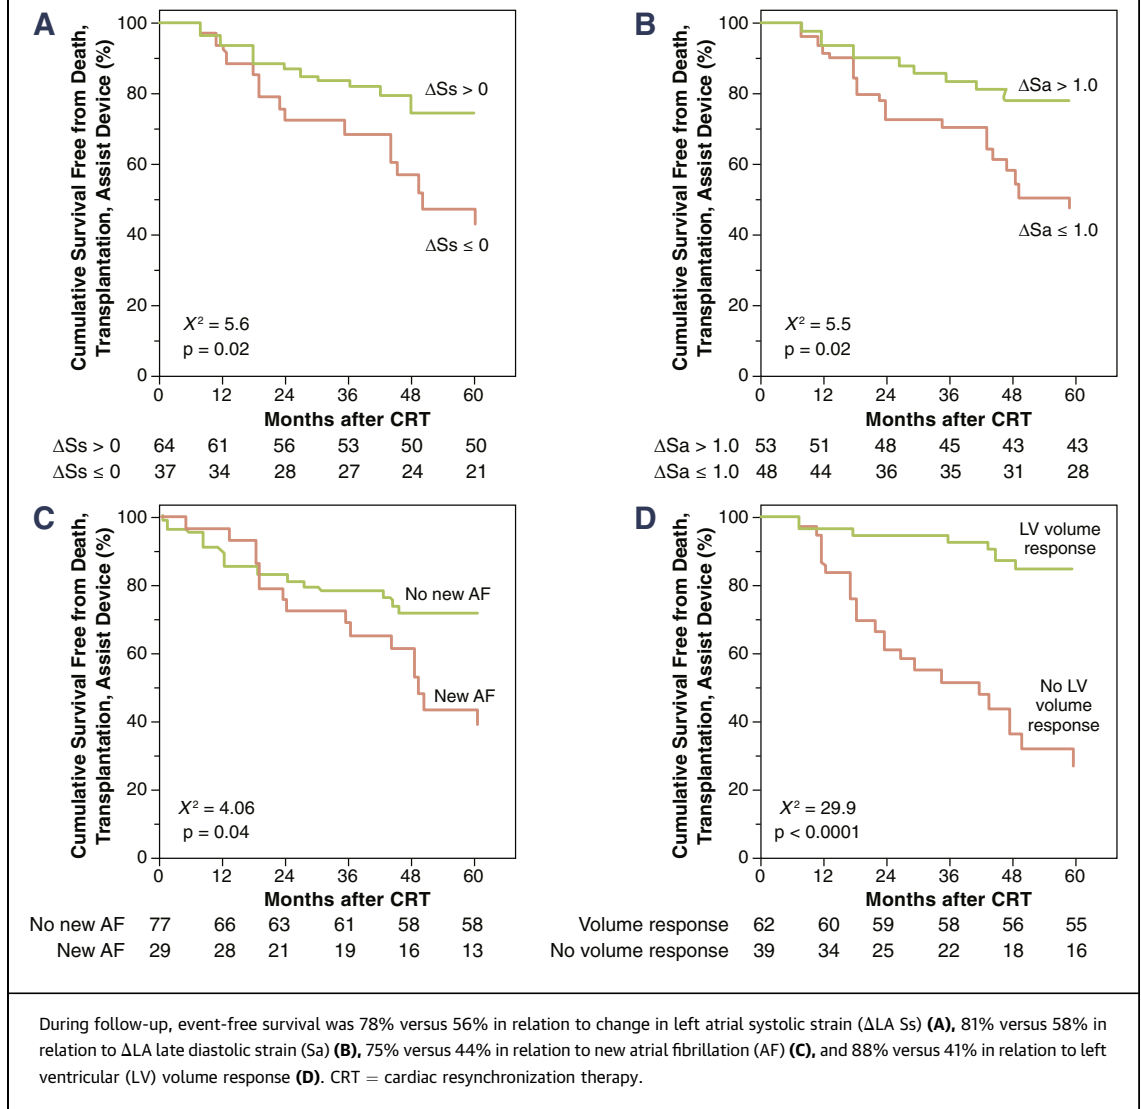 A
Cumulative Survival Free from Death,
Transplantation, Assist Device (%)
100
80
60
40
20
0
ΔSs > 0
ΔSs ≤ 0
X² = 5.6
p = 0.02
0 12 24 36 48 60
Months after CRT
ΔSs > 0 64 61 56 53 50 50
ΔSs ≤ 0 37 34 28 27 24 21
B
Cumulative Survival Free from Death,
Transplantation, Assist Device (%)
100
80
60
40
20
0
ΔSa > 1.0
ΔSa ≤ 1.0
X² = 5.5
p = 0.02
0 12 24 36 48 60
Months after CRT
ΔSa > 1.0 53 51 48 45 43 43
ΔSa ≤ 1.0 48 44 36 35 31 28
C
Cumulative Survival Free from Death,
Transplantation, Assist Device (%)
100
80
60
40
20
0
No new AF
New AF
X² = 4.06
p = 0.04
0 12 24 36 48 60
Months after CRT
No new AF 77 66 63 61 58 58
New AF 29 28 21 19 16 13
D
Cumulative Survival Free from Death,
Transplantation, Assist Device (%)
100
80
60
40
20
0
LV volume
response
No LV
volume
response
X² = 29.9
p < 0.0001
0 12 24 36 48 60
Months after CRT
Volume response 62 60 59 58 56 55
No volume response 39 34 25 22 18 16
During follow-up, event-free survival was 78% versus 56% in relation to change in left atrial systolic strain (ΔLA Ss) (A), 81% versus 58% in
relation to ΔLA late diastolic strain (Sa) (B), 75% versus 44% in relation to new atrial fibrillation (AF) (C), and 88% versus 41% in relation to left
ventricular (LV) volume response (D). CRT = cardiac resynchronization therapy.